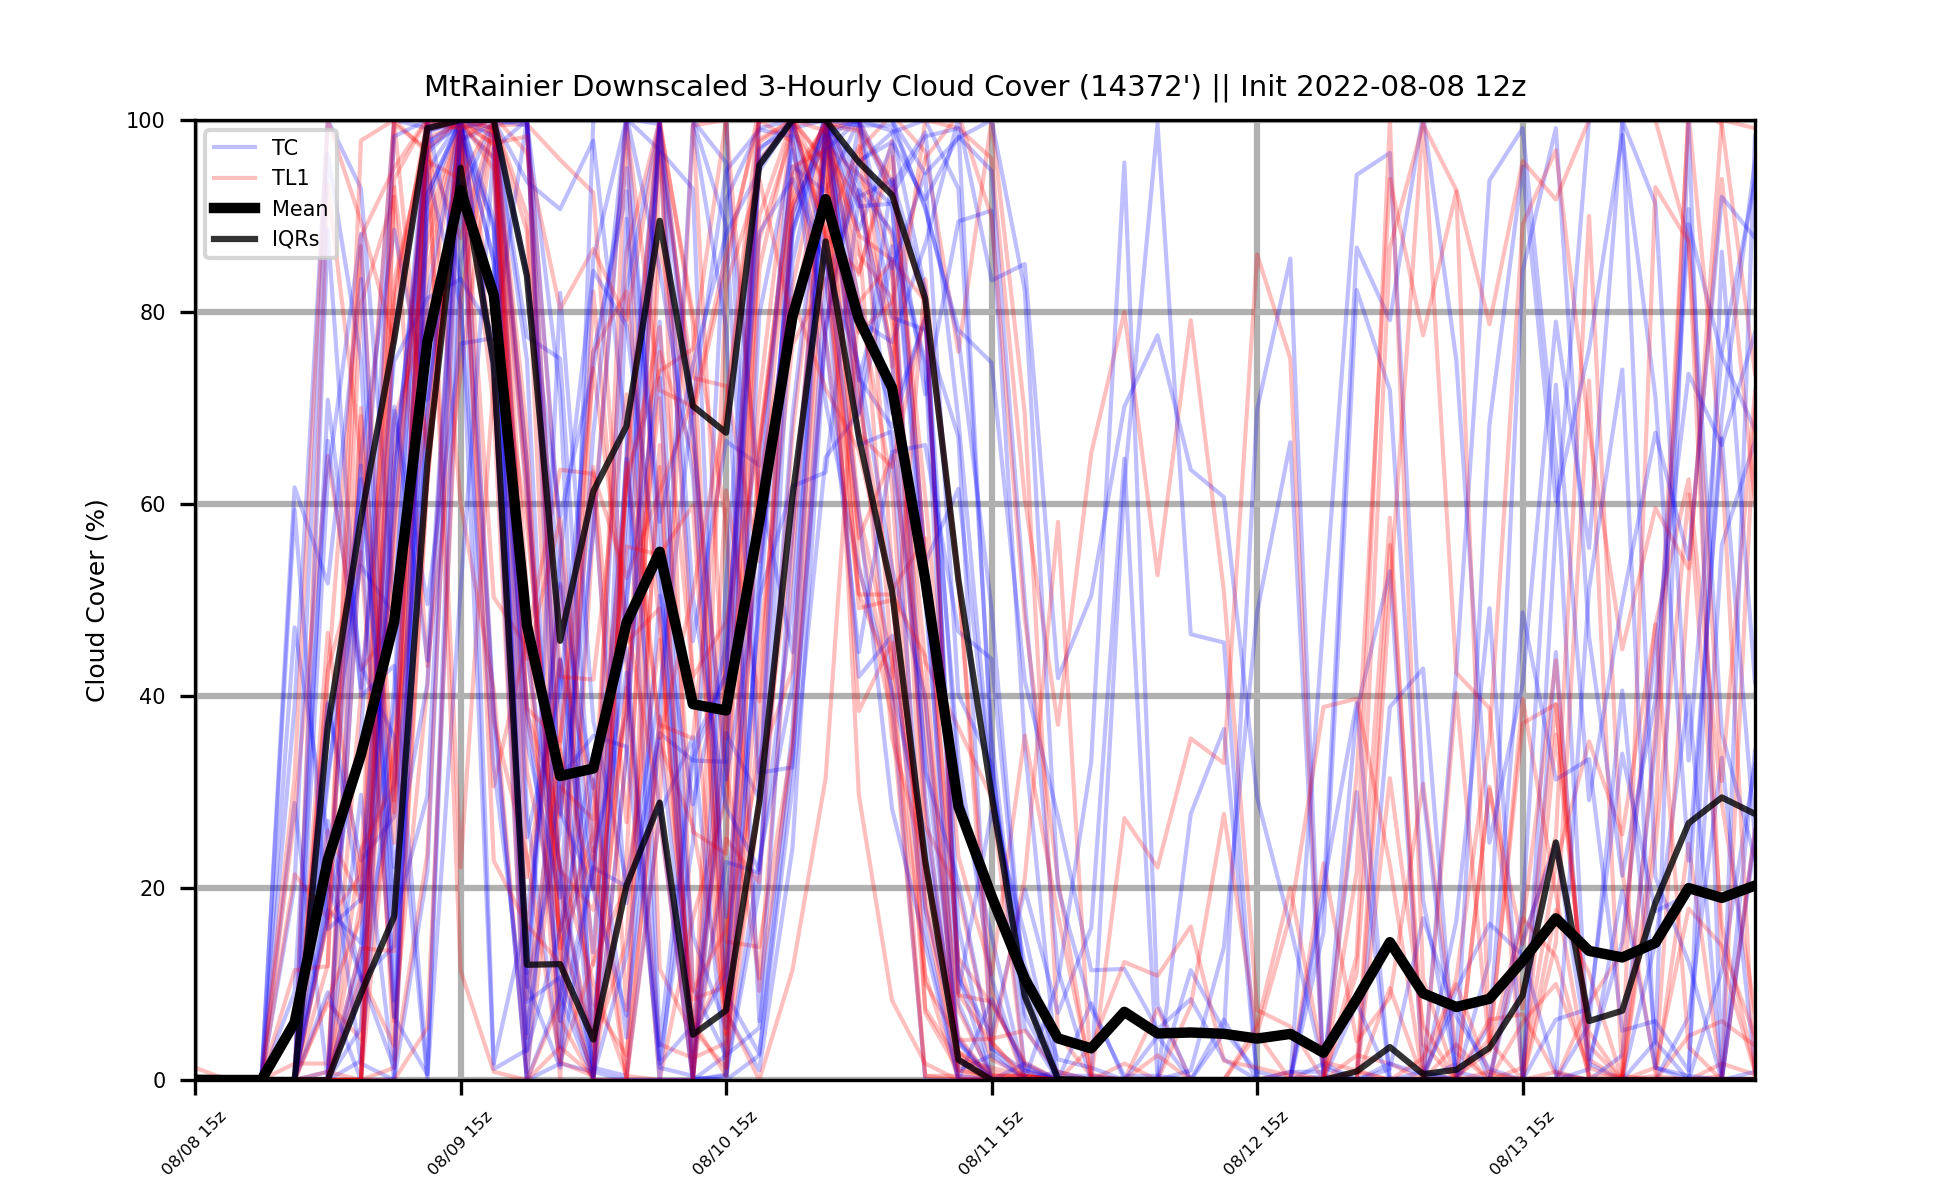 MtRainier Downscaled 3-Hourly Cloud Cover (14372') || Init 2022-08-08 12z
100
80
60
40
20
0
Cloud Cover (%)
TC
TL1
Mean
IQRs
08/08 15z
08/09 15z
08/10 15z
08/11 15z
08/12 15z
08/13 15z